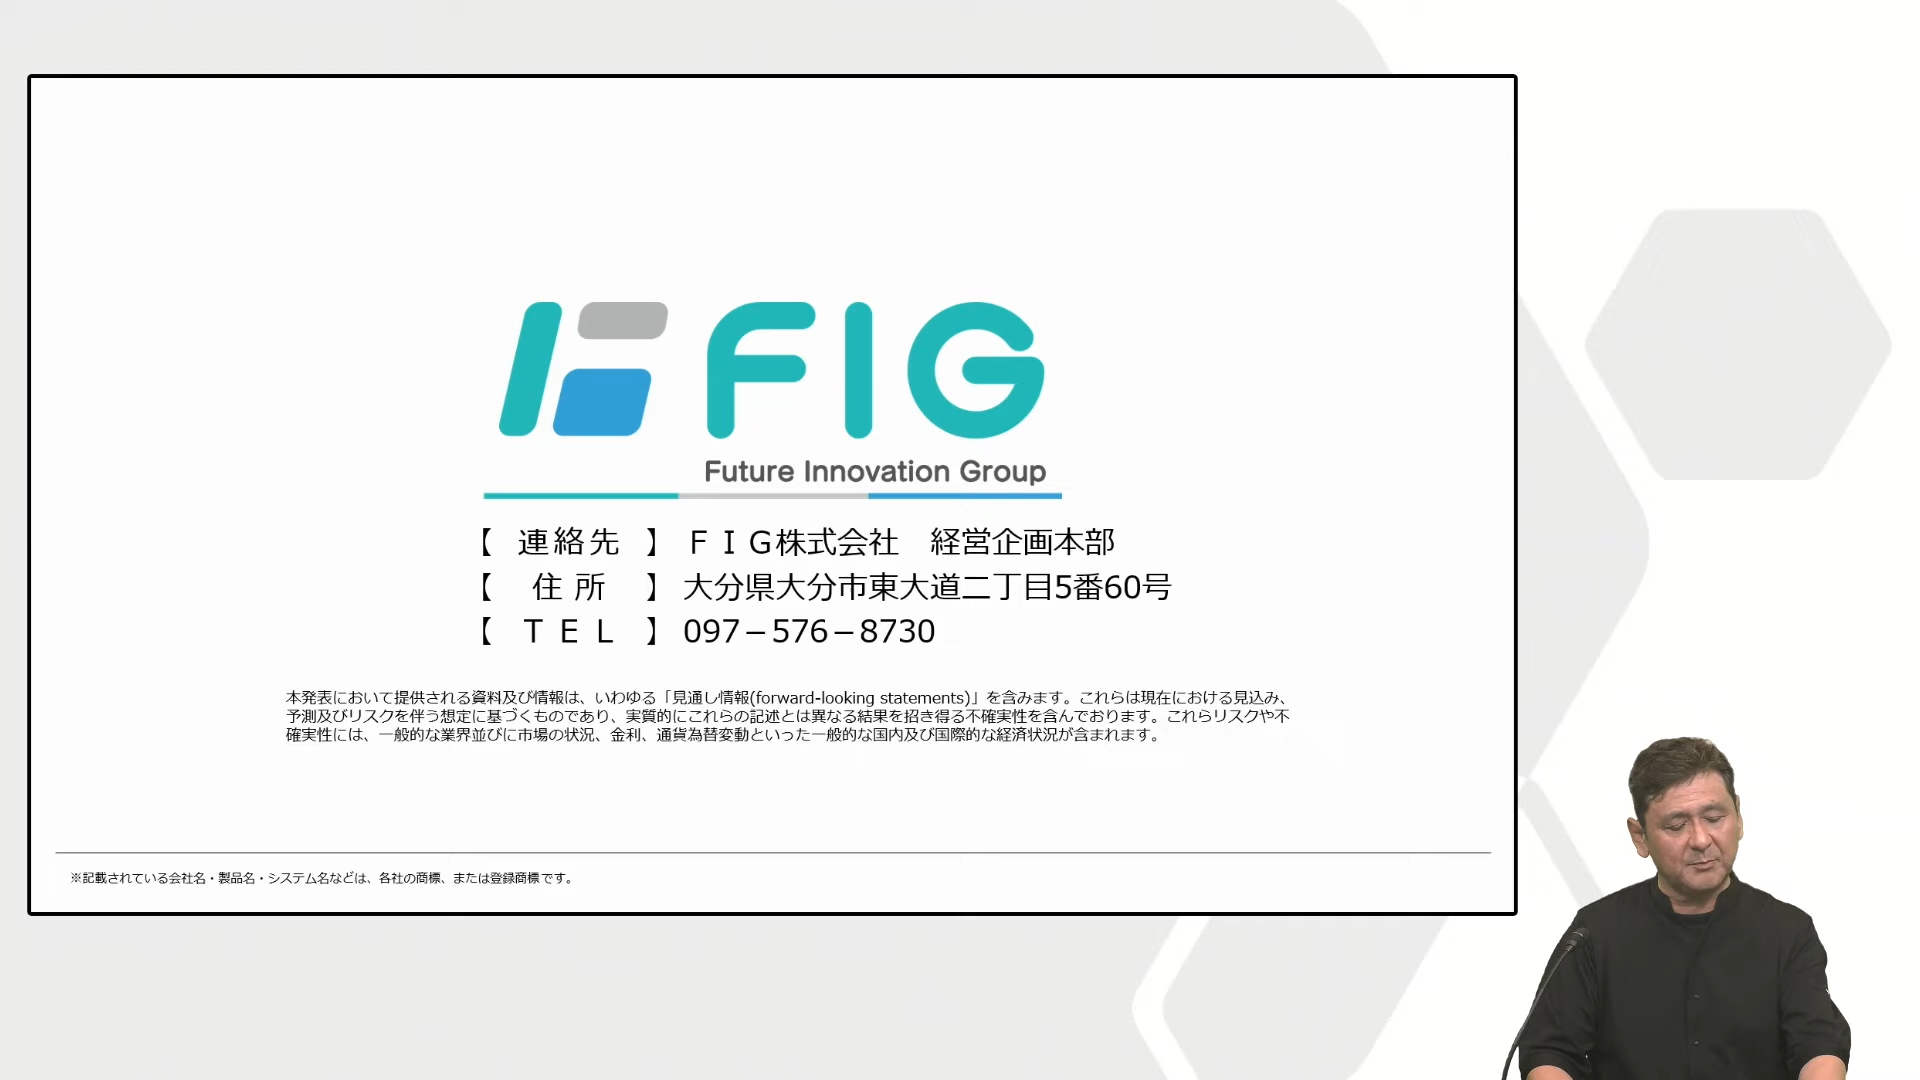 FIG
Future Innovation Group
【 連絡先 】 ＦＩＧ株式会社　経営企画本部
【 住 所 】 大分県大分市東大道二丁目5番60号
【 ＴＥＬ 】 097－576－8730
本発表において提供される資料及び情報は、いわゆる「見通し情報(forward-looking statements)」を含みます。これらは現在における見込み、
予測及びリスクを伴う想定に基づくものであり、実質的にこれらの記述とは異なる結果を招き得る不確実性を含んでおります。これらリスクや不
確実性には、一般的な業界並びに市場の状況、金利、通貨為替変動といった一般的な国内及び国際的な経済状況が含まれます。
※記載されている会社名・製品名・システム名などは、各社の商標、または登録商標です。